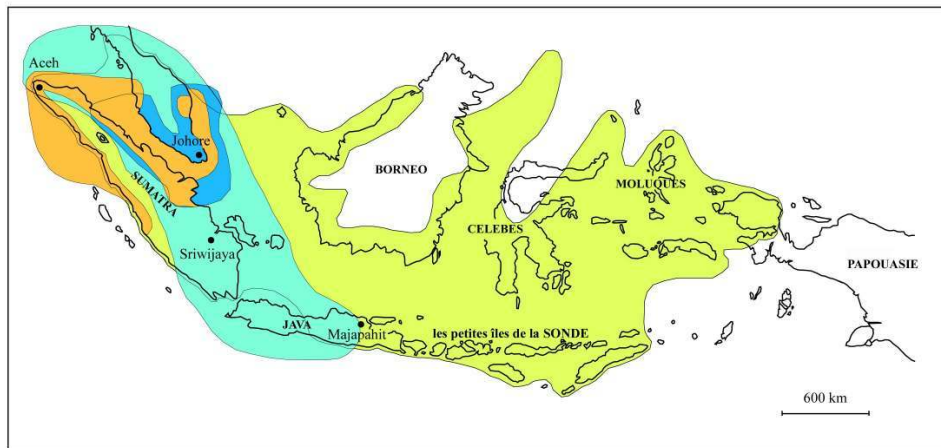 Aceh
Johore
SUMATRA
BORNEO
MOLUQUES
CELEBES
Sriwijaya
PAPOUASIE
JAVA
Majapahit
les petites îles de la SONDE
600 km